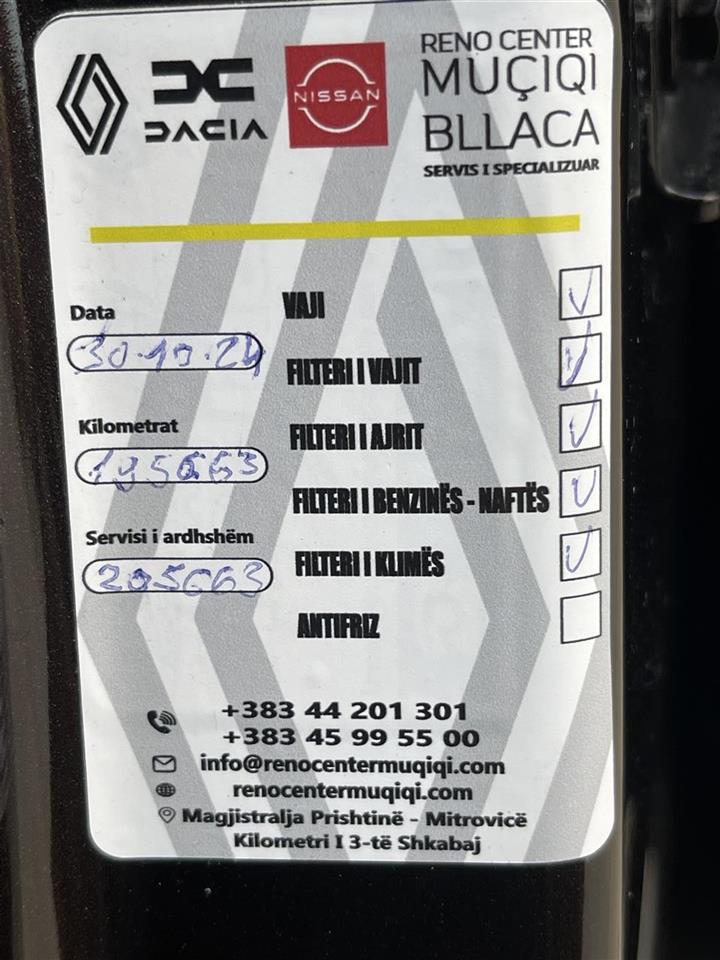 DACIA
NISSAN
RENO CENTER
MUÇIQI
BLLACA
SERVIS I SPECIALIZUAR
Data
30.10.24
Kilometrat
195663
Servisi i ardhshëm
205663
VAJI
FILTERI I VAJIT
FILTERI I AJRIT
FILTERI I BENZINËS - NAFTËS
FILTERI I KLIMËS
ANTIFRIZ
+383 44 201 301
+383 45 99 55 00
info@renocentermuqiqi.com
renocentermuqiqi.com
Magjistralja Prishtinë - Mitrovicë
Kilometri I 3-të Shkabaj